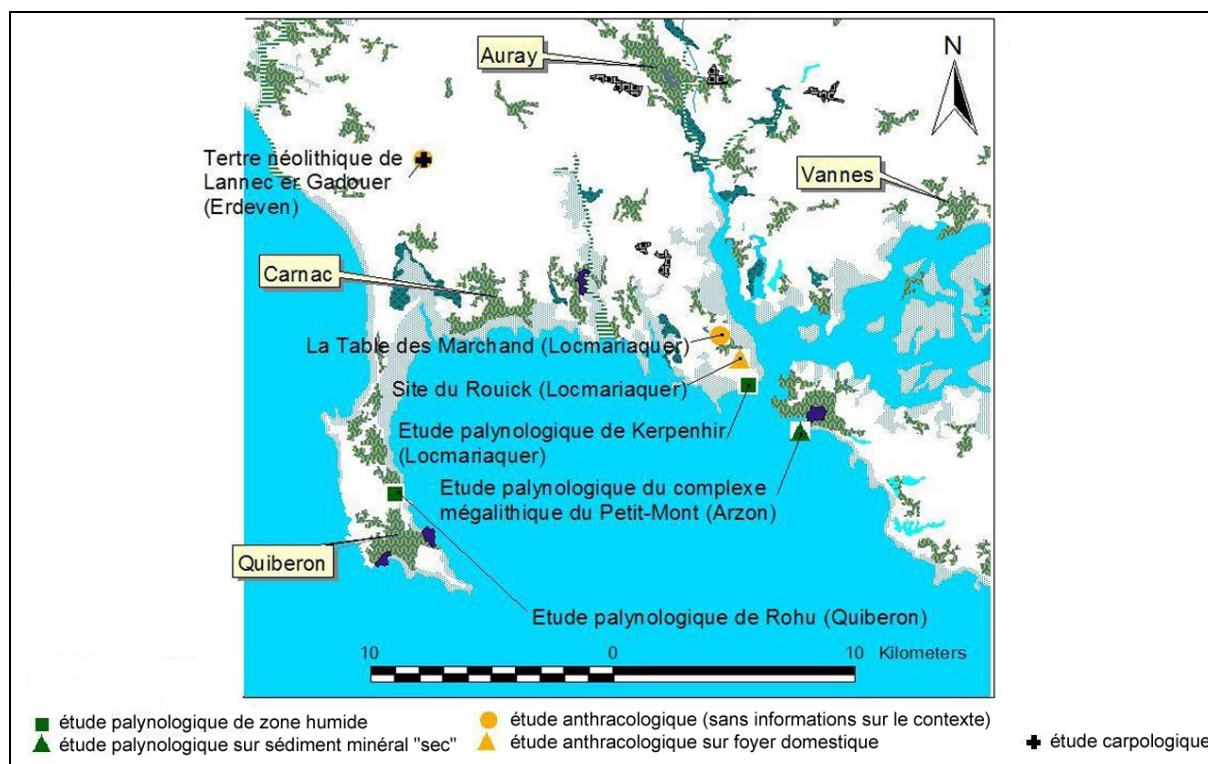 Auray
N
Tertre néolithique de
Lannec er Gadouer
(Erdeven)
Vannes
Carnac
La Table des Marchand (Locmariaquer)
Site du Rouick (Locmariaquer)
Etude palynologique de Kerpenhir
(Locmariaquer)
Etude palynologique du complexe
mégalithique du Petit-Mont (Arzon)
Quiberon
Etude palynologique de Rohu (Quiberon)
10 0 10 Kilometers
étude palynologique de zone humide
étude anthracologique (sans informations sur le contexte)
étude palynologique sur sédiment minéral "sec"
étude anthracologique sur foyer domestique
étude carpologique